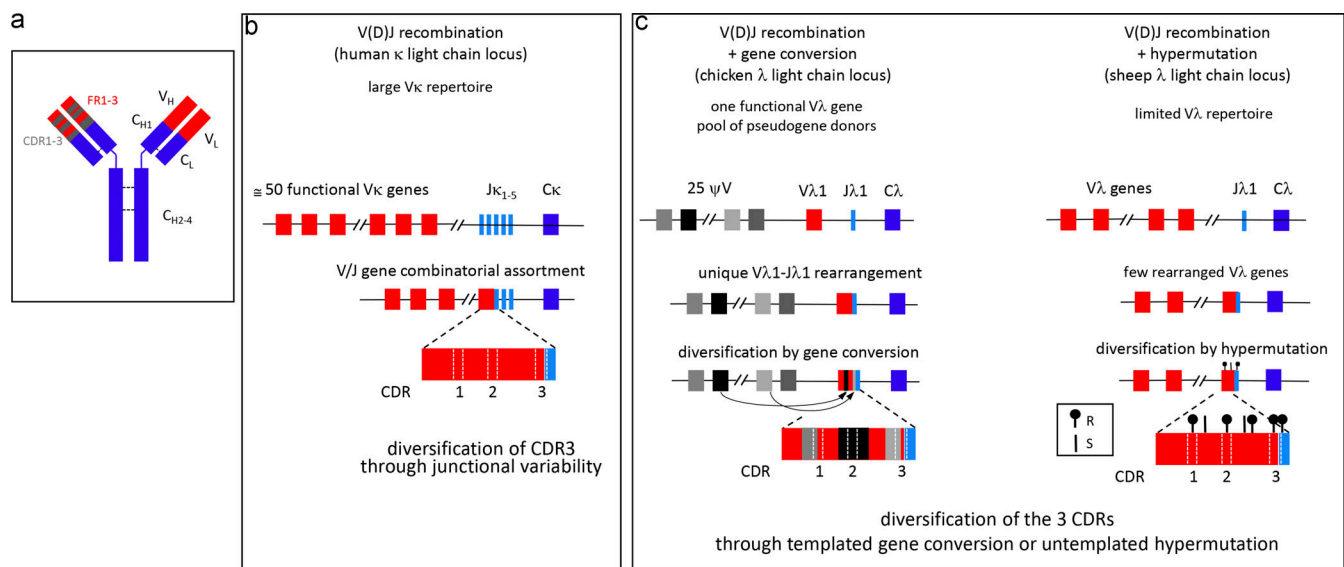 a
FR1-3
CDR1-3
VH
CH1
VL
CL
CH2-4
b
V(D)J recombination
(human κ light chain locus)
large Vκ repertoire
≅ 50 functional Vκ genes
Jκ1-5
Cκ
V/J gene combinatorial assortment
CDR 1 2 3
diversification of CDR3
through junctional variability
c
V(D)J recombination
+ gene conversion
(chicken λ light chain locus)
one functional Vλ gene
pool of pseudogene donors
25 ψV
Vλ1
Jλ1
Cλ
unique Vλ1-Jλ1 rearrangement
diversification by gene conversion
CDR 1 2 3
V(D)J recombination
+ hypermutation
(sheep λ light chain locus)
limited Vλ repertoire
Vλ genes
Jλ1
Cλ
few rearranged Vλ genes
diversification by hypermutation
R
S
CDR 1 2 3
diversification of the 3 CDRs
through templated gene conversion or untemplated hypermutation